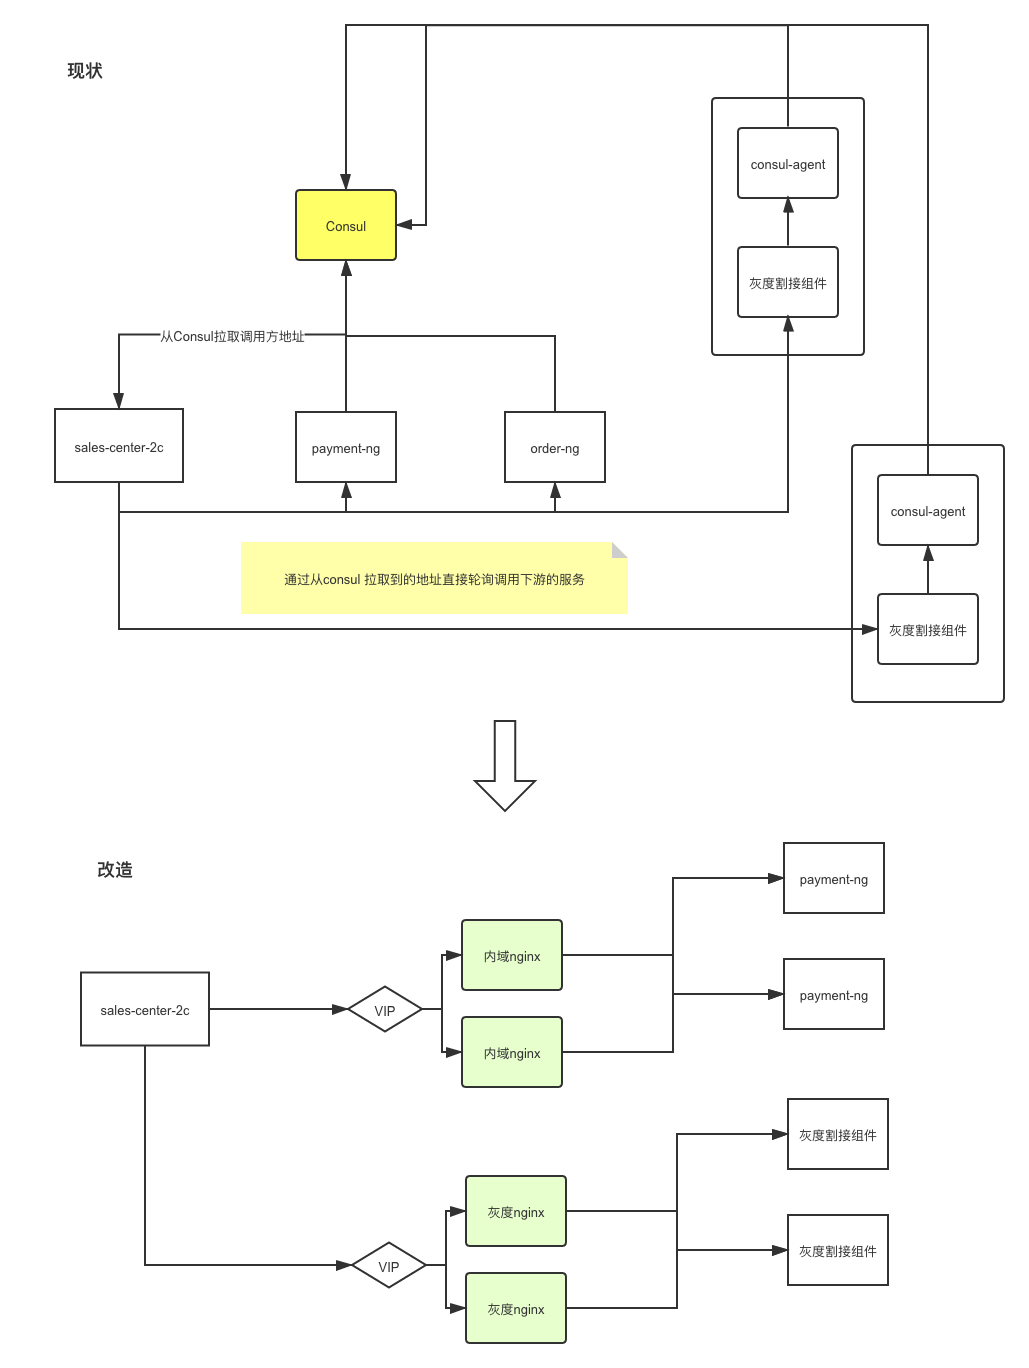 现状
consul-agent
Consul
灰度割接组件
从Consul拉取调用方地址
sales-center-2c
payment-ng
order-ng
consul-agent
通过从consul 拉取到的地址直接轮询调用下游的服务
灰度割接组件
改造
payment-ng
内域nginx
payment-ng
sales-center-2c
VIP
内域nginx
灰度割接组件
灰度nginx
灰度割接组件
VIP
灰度nginx